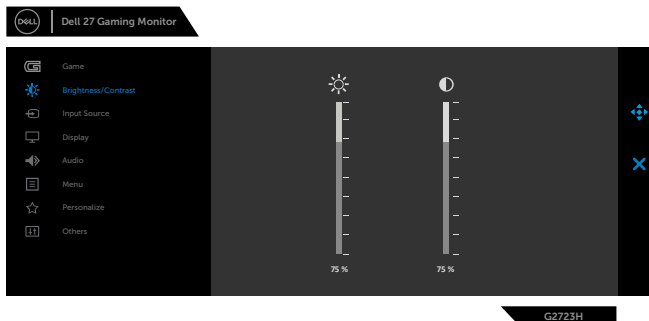 DELL
Dell 27 Gaming Monitor
Game
Brightness/Contrast
Input Source
Display
Audio
Menu
Personalize
Others
75 % 75 %
G2723H